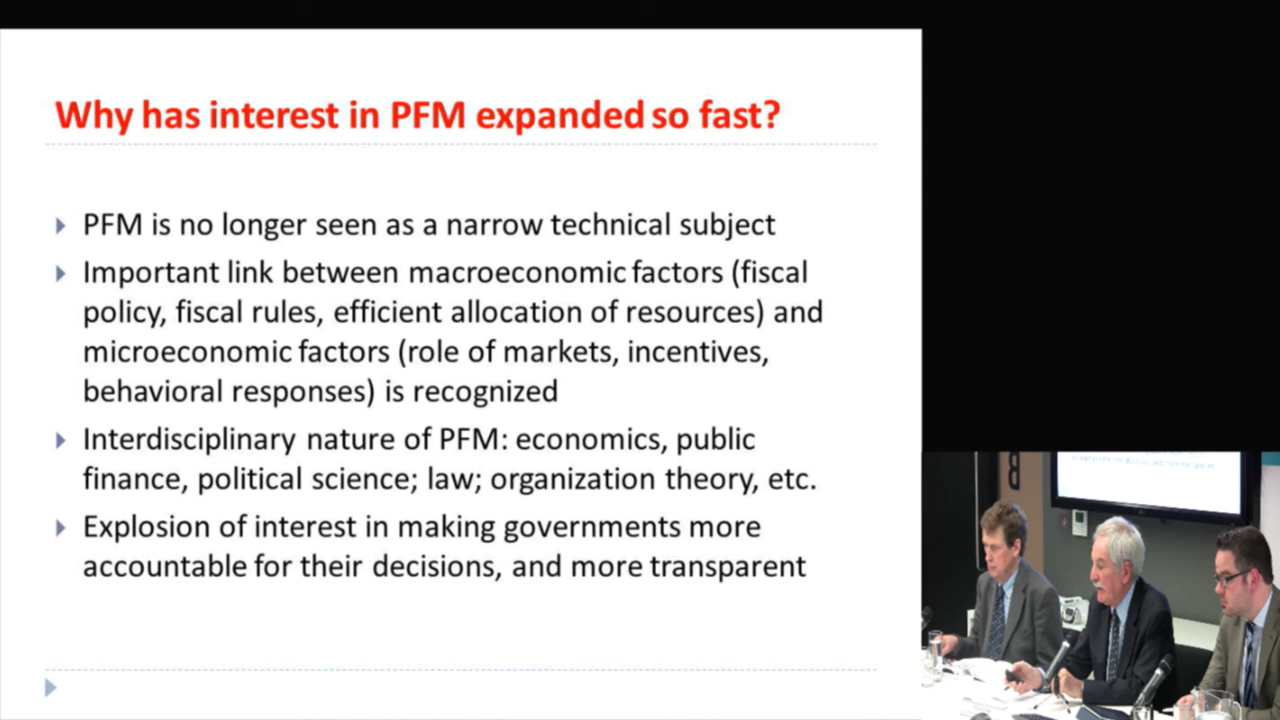 Why has interest in PFM expanded so fast?
PFM is no longer seen as a narrow technical subject
Important link between macroeconomic factors (fiscal
policy, fiscal rules, efficient allocation of resources) and
microeconomic factors (role of markets, incentives,
behavioral responses) is recognized
Interdisciplinary nature of PFM: economics, public
finance, political science; law; organization theory, etc.
Explosion of interest in making governments more
accountable for their decisions, and more transparent